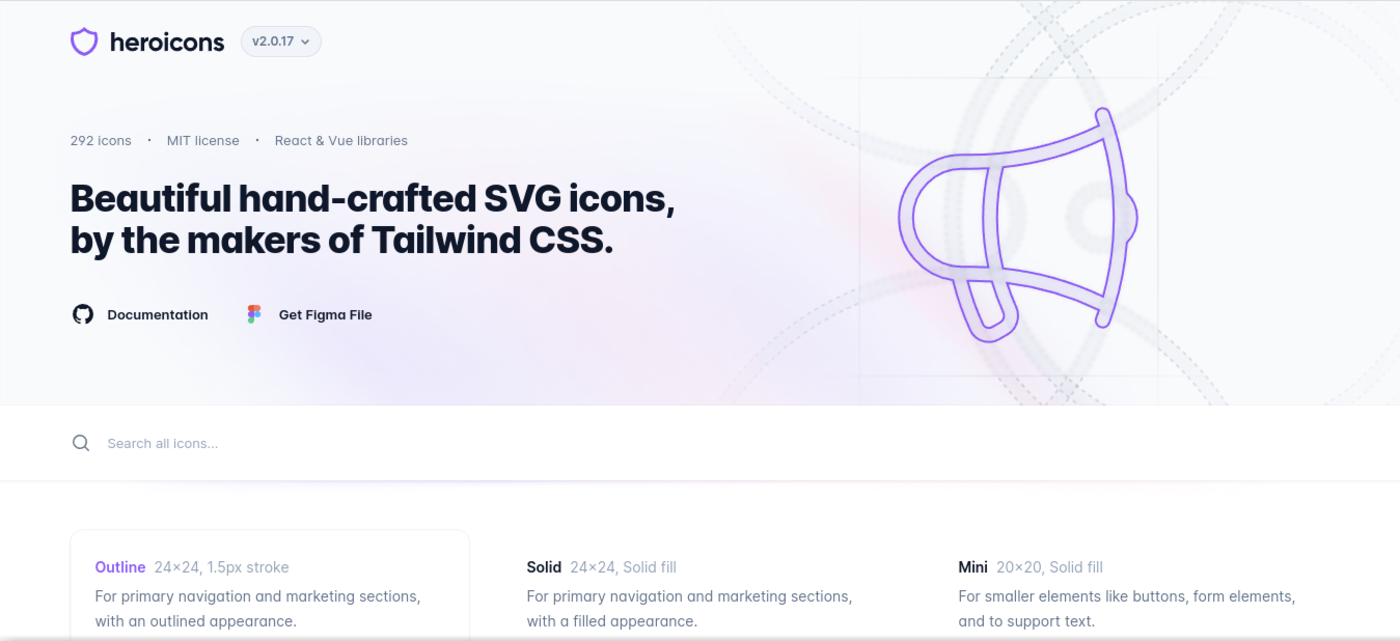 heroicons v2.0.17
292 icons · MIT license · React & Vue libraries
Beautiful hand-crafted SVG icons,
by the makers of Tailwind CSS.
Documentation Get Figma File
Search all icons...
Outline 24×24, 1.5px stroke
For primary navigation and marketing sections,
with an outlined appearance.
Solid 24×24, Solid fill
For primary navigation and marketing sections,
with a filled appearance.
Mini 20×20, Solid fill
For smaller elements like buttons, form elements,
and to support text.